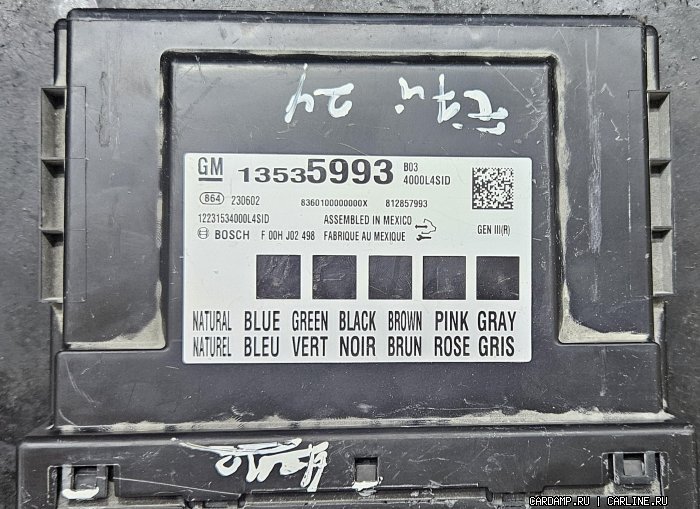 24
GM 13535993 B03
4000L4SID
864 230602 8360100000000X 812857993
12231534000L4SID ASSEMBLED IN MEXICO
BOSCH F 00H J02 498 FABRIQUE AU MEXIQUE GEN III(R)
NATURAL BLUE GREEN BLACK BROWN PINK GRAY
NATUREL BLEU VERT NOIR BRUN ROSE GRIS
CARDAMP.RU | CARLINE.RU